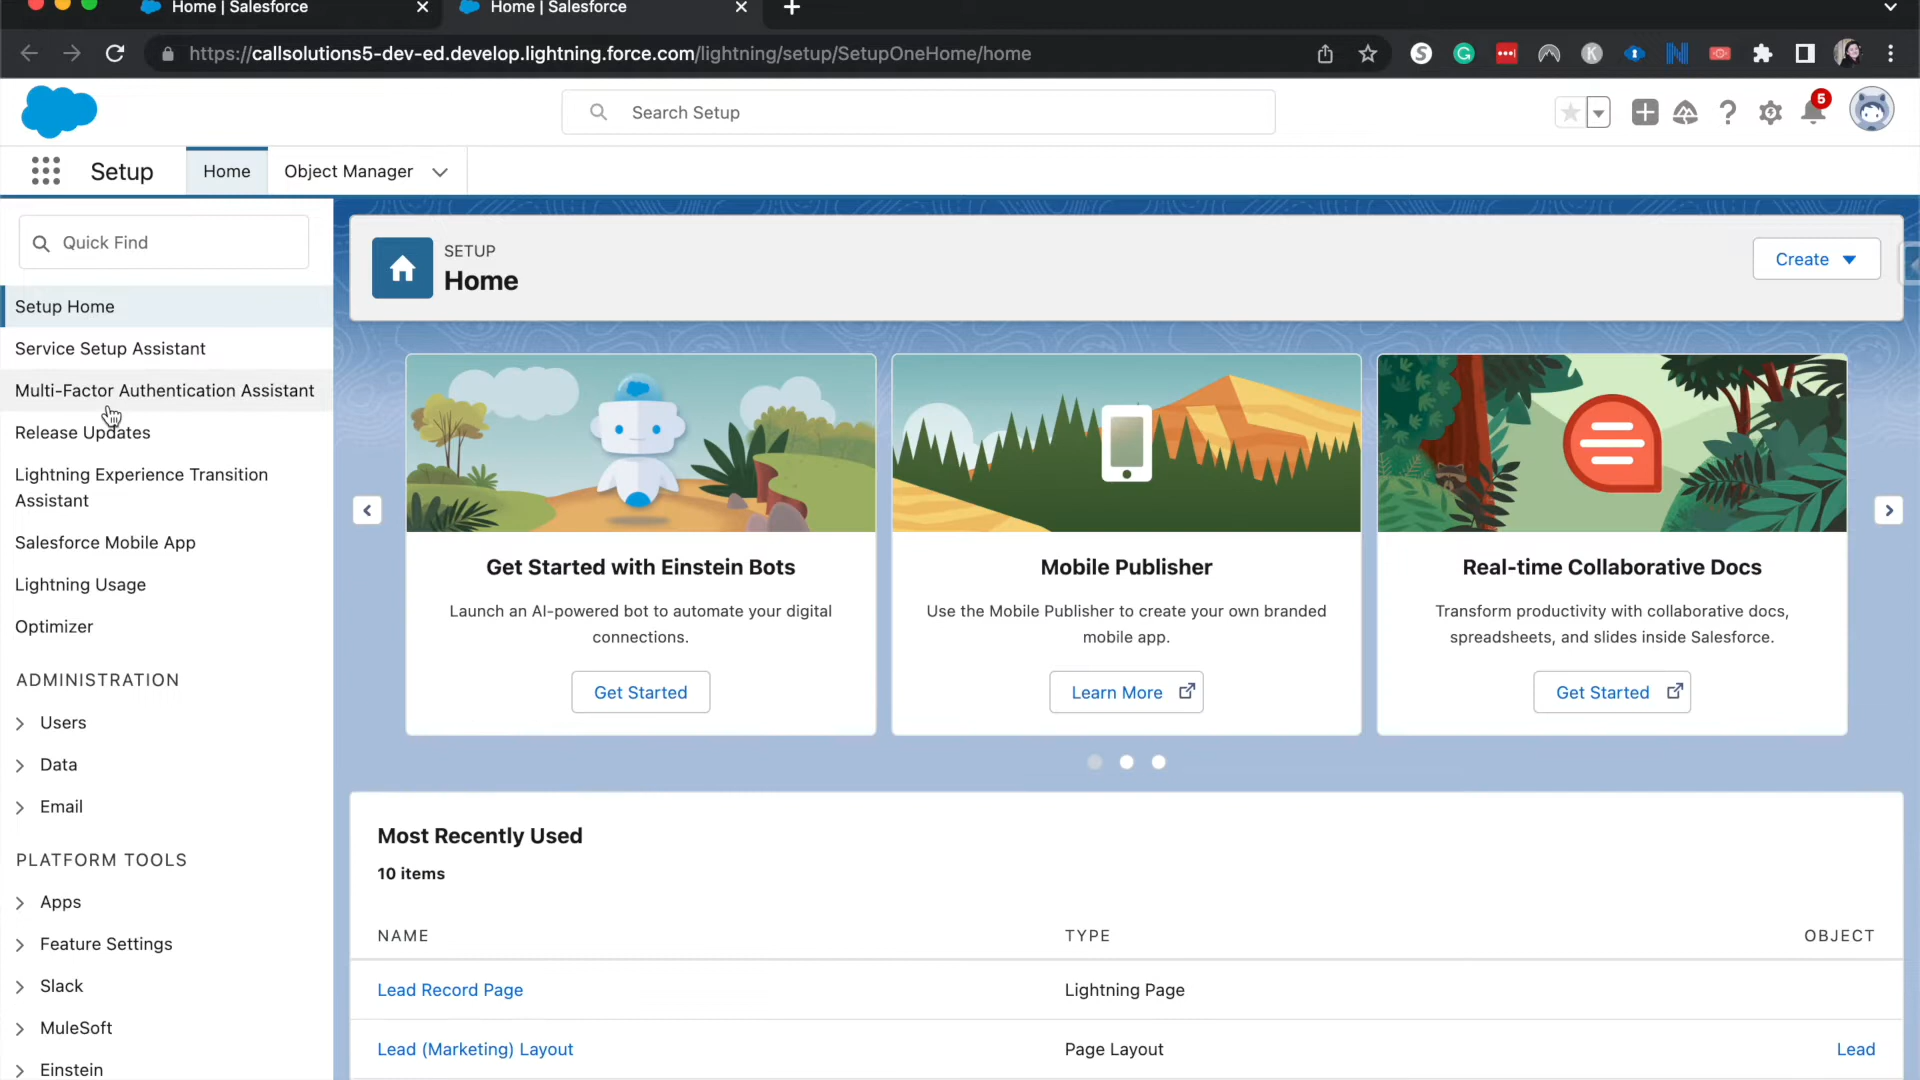 Home | Salesforce
Home | Salesforce
https://callsolutions5-dev-ed.develop.lightning.force.com/lightning/setup/SetupOneHome/home
Search Setup
5
Setup
Home
Object Manager
Quick Find
Setup Home
Service Setup Assistant
Multi-Factor Authentication Assistant
Release Updates
Lightning Experience Transition
Assistant
Salesforce Mobile App
Lightning Usage
Optimizer
ADMINISTRATION
Users
Data
Email
PLATFORM TOOLS
Apps
Feature Settings
Slack
MuleSoft
Einstein
SETUP
Home
Create
Get Started with Einstein Bots
Launch an AI-powered bot to automate your digital
connections.
Get Started
Mobile Publisher
Use the Mobile Publisher to create your own branded
mobile app.
Learn More
Real-time Collaborative Docs
Transform productivity with collaborative docs,
spreadsheets, and slides inside Salesforce.
Get Started
Most Recently Used
10 items
NAME TYPE OBJECT
Lead Record Page Lightning Page
Lead (Marketing) Layout Page Layout Lead